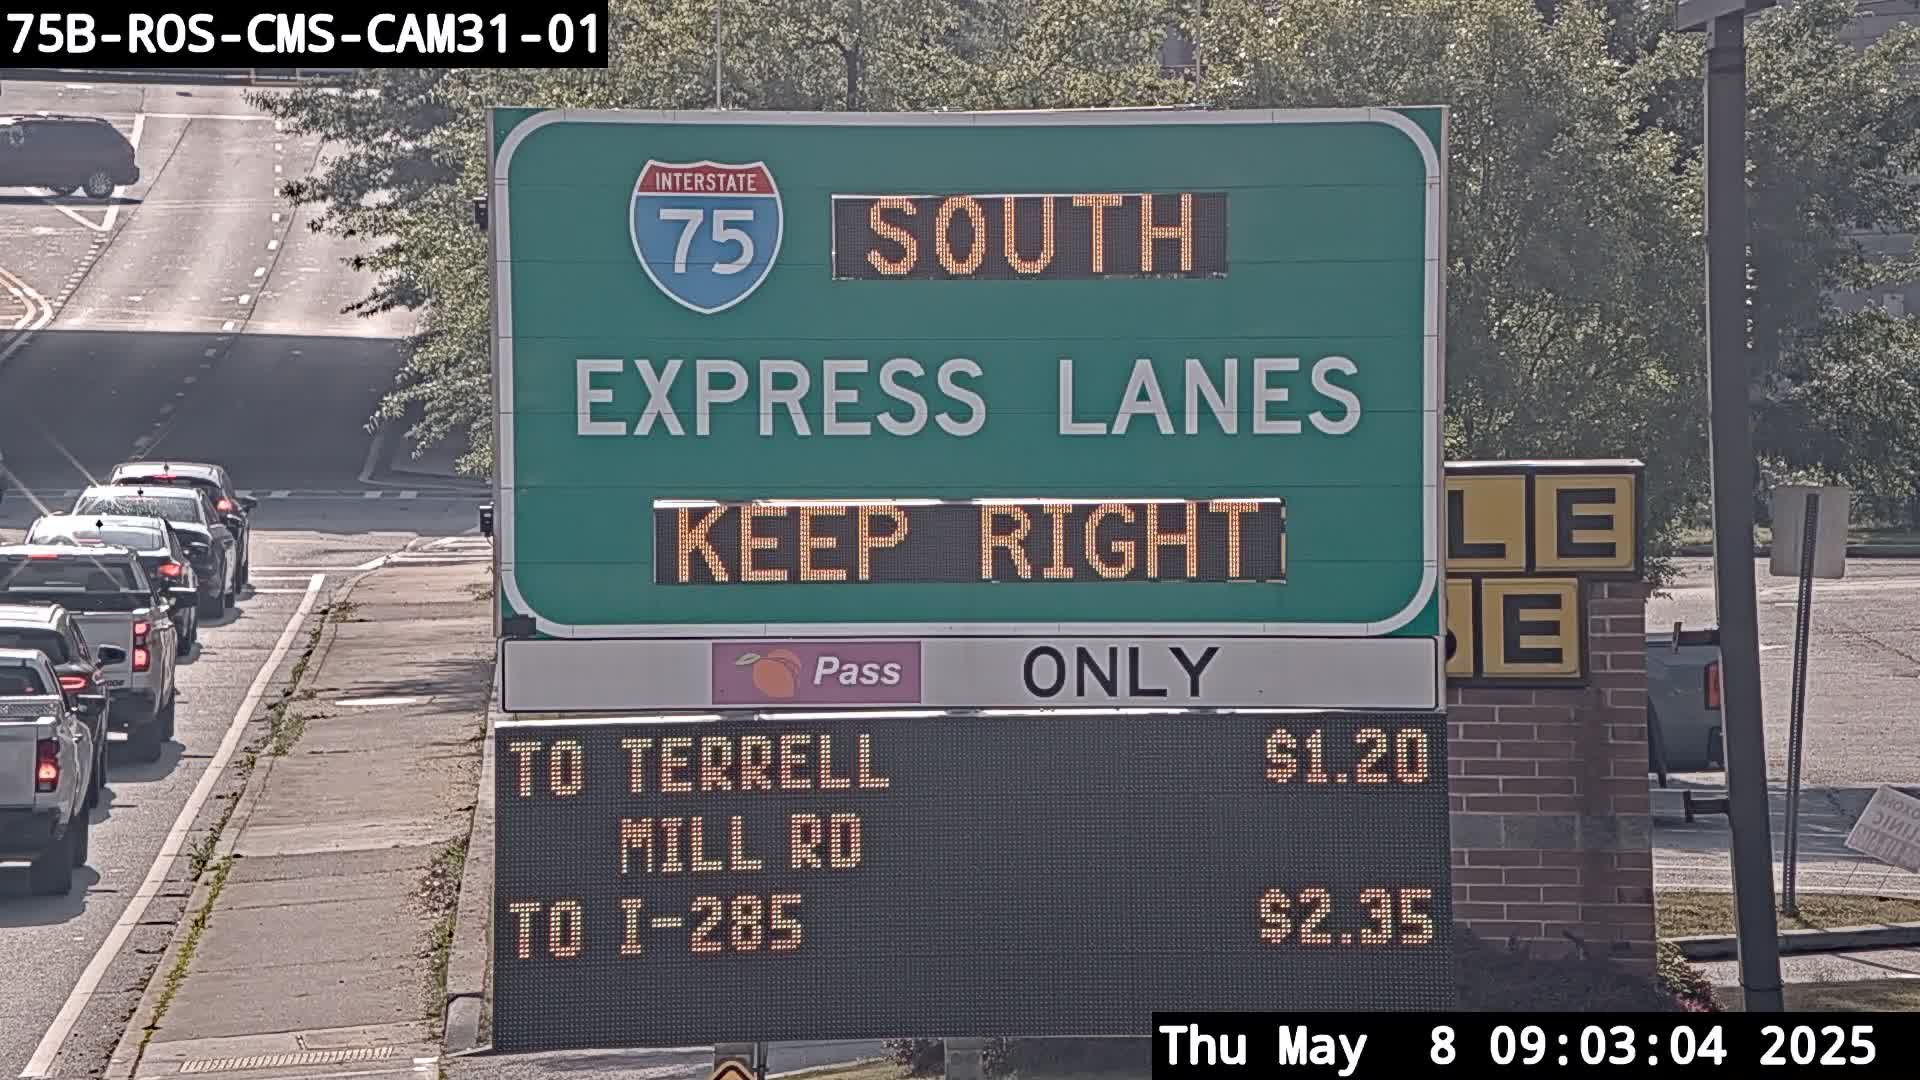 75B-ROS-CMS-CAM31-01
INTERSTATE
75
SOUTH
EXPRESS LANES
KEEP RIGHT
Pass ONLY
TO TERRELL $1.20
MILL RD
TO I-285 $2.35
LE
E
Thu May 8 09:03:04 2025